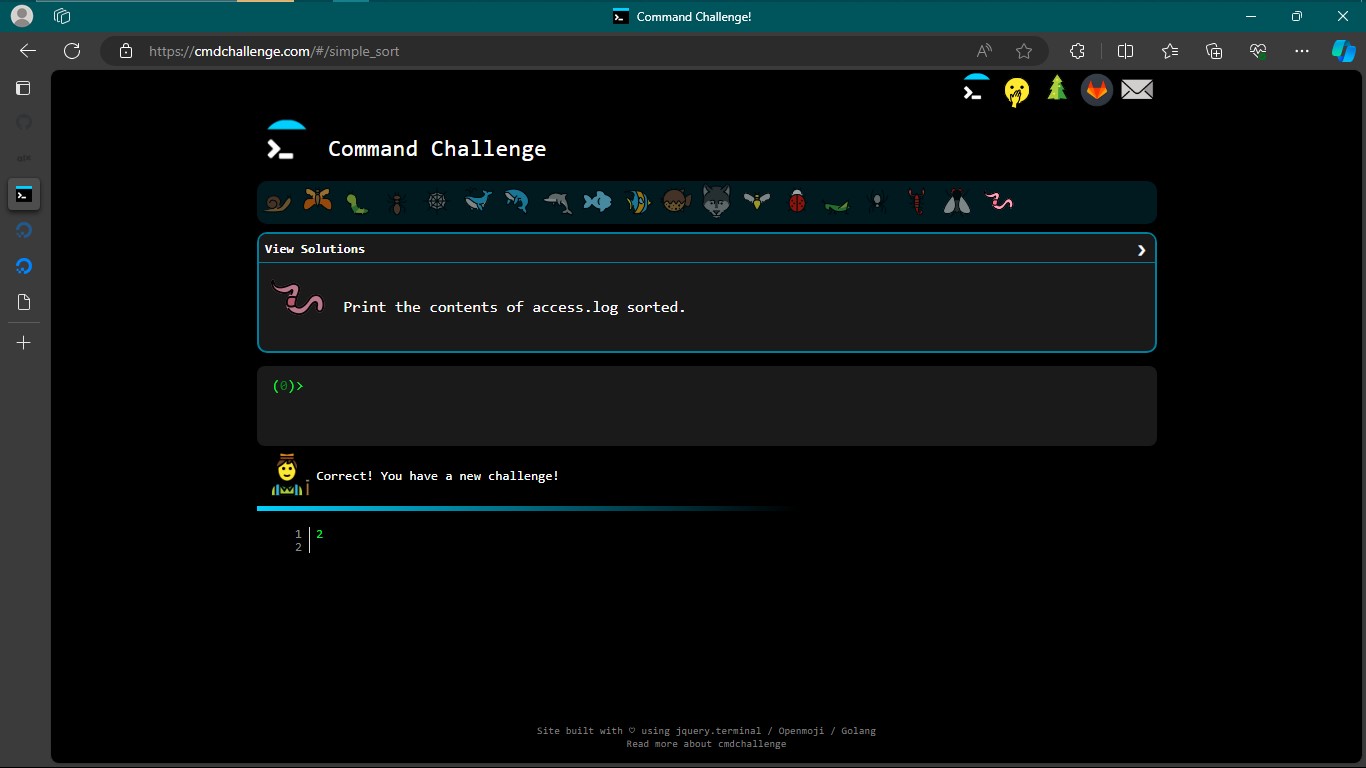 Command Challenge!
https://cmdchallenge.com/#/simple_sort
Command Challenge
View Solutions
Print the contents of access.log sorted.
(0)>
Correct! You have a new challenge!
1 2
2
Site built with ♡ using jquery.terminal / Openmoji / Golang
Read more about cmdchallenge